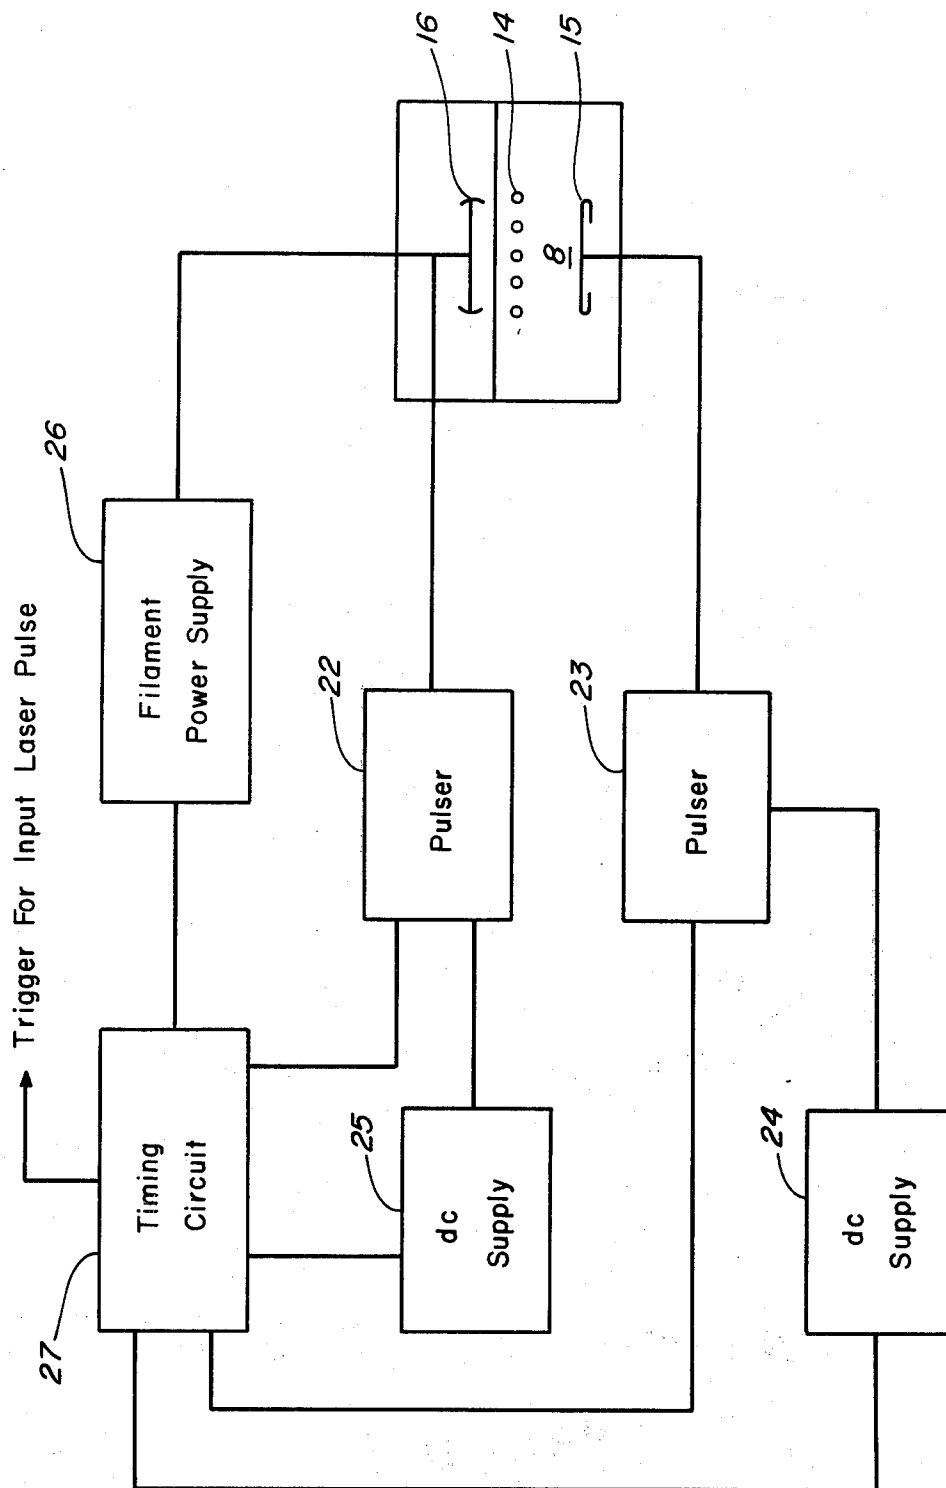 Trigger For Input Laser Pulse
27
Timing
Circuit
26
Filament
Power Supply
16
14
15
8
22
Pulser
25
dc
Supply
23
Pulser
24
dc
Supply